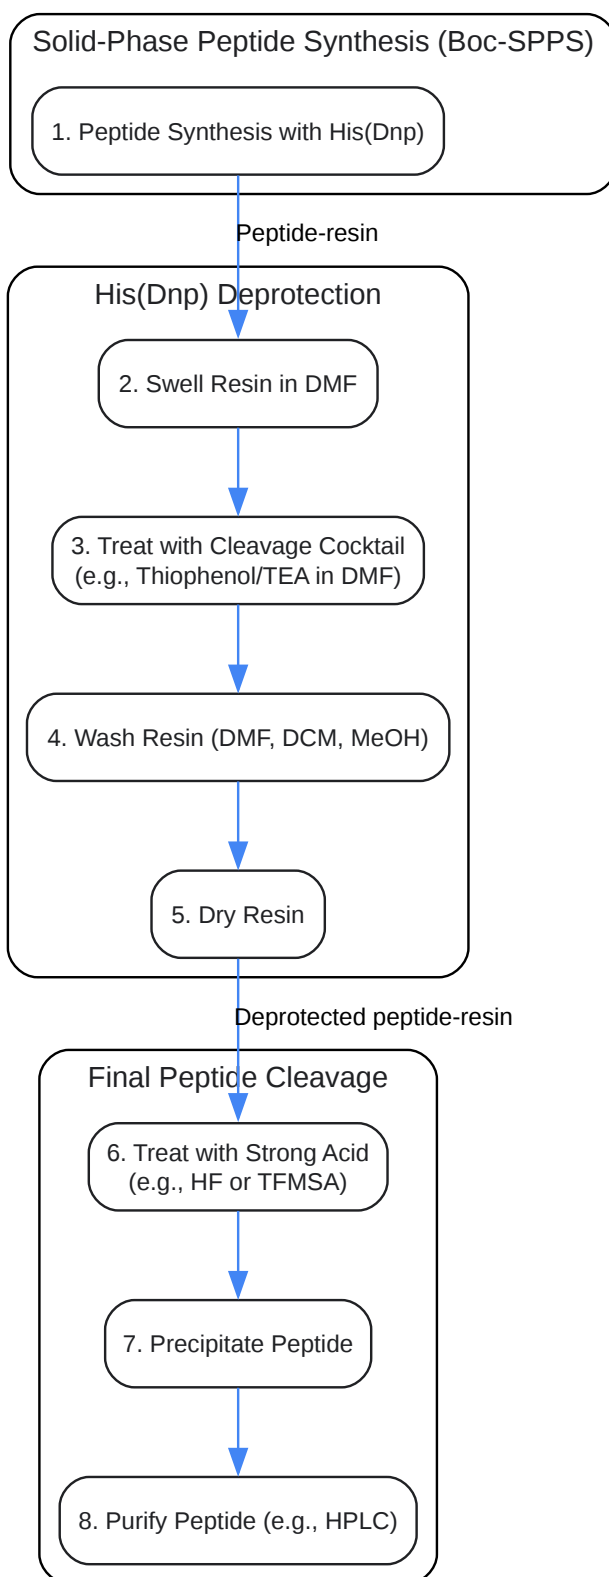 Solid-Phase Peptide Synthesis (Boc-SPPS)
1. Peptide Synthesis with His(Dnp)
Peptide-resin
His(Dnp) Deprotection
2. Swell Resin in DMF
3. Treat with Cleavage Cocktail
(e.g., Thiophenol/TEA in DMF)
4. Wash Resin (DMF, DCM, MeOH)
5. Dry Resin
Deprotected peptide-resin
Final Peptide Cleavage
6. Treat with Strong Acid
(e.g., HF or TFMSA)
7. Precipitate Peptide
8. Purify Peptide (e.g., HPLC)